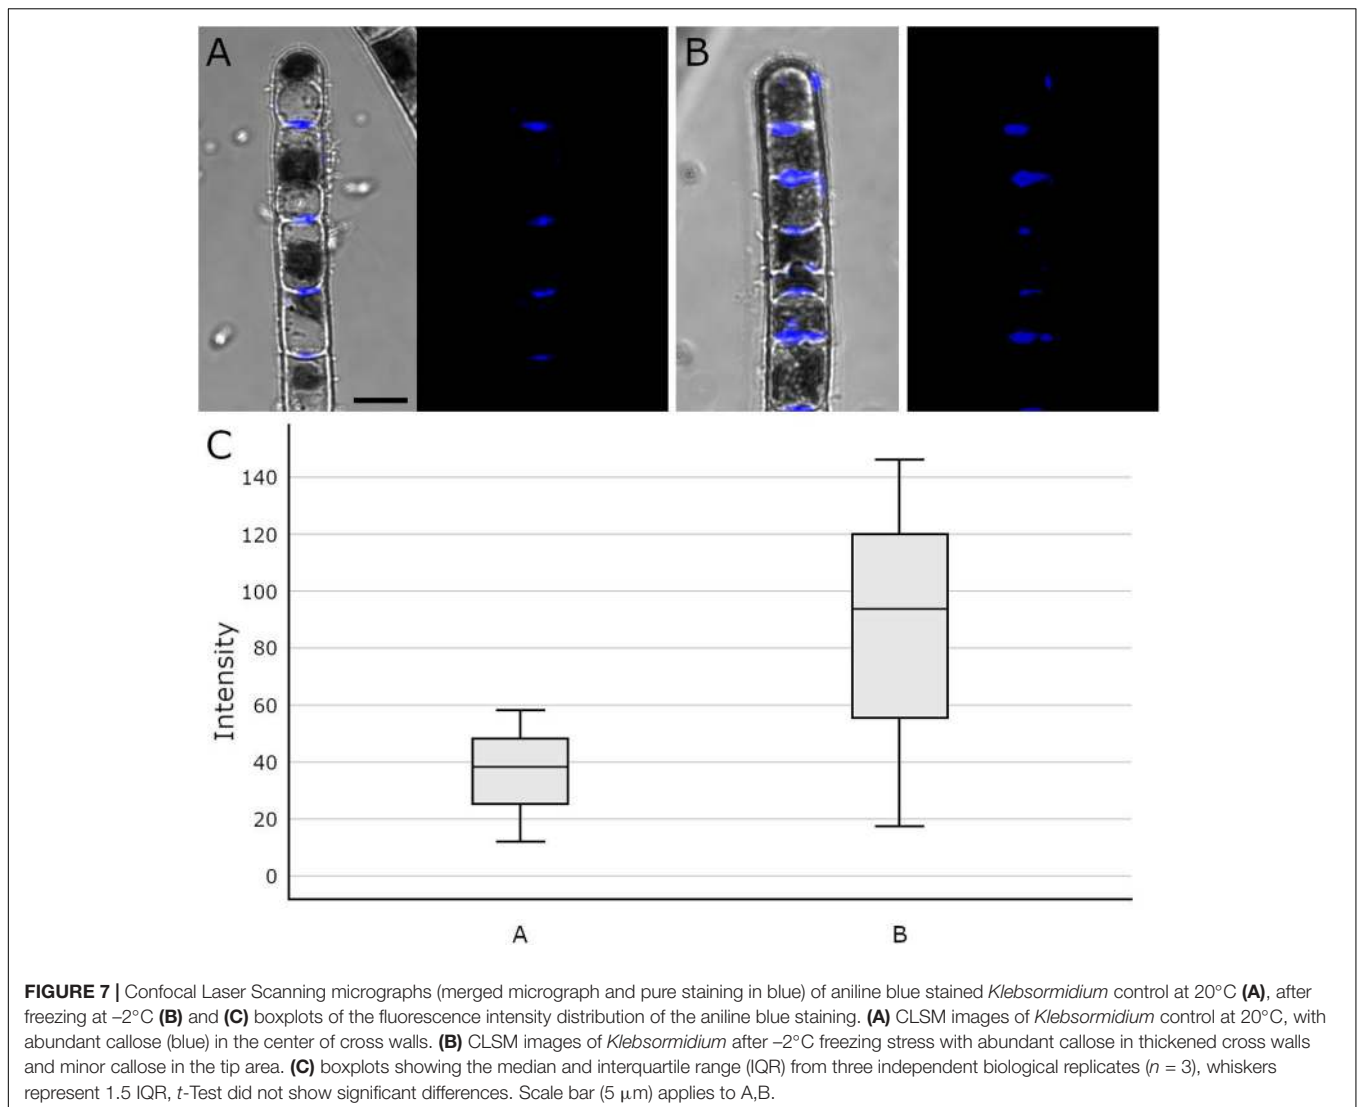 A
B
C
140
120
100
80
60
40
20
0
Intensity
A
B
FIGURE 7 | Confocal Laser Scanning micrographs (merged micrograph and pure staining in blue) of aniline blue stained Klebsormidium control at 20°C (A), after
freezing at –2°C (B) and (C) boxplots of the fluorescence intensity distribution of the aniline blue staining. (A) CLSM images of Klebsormidium control at 20°C, with
abundant callose (blue) in the center of cross walls. (B) CLSM images of Klebsormidium after –2°C freezing stress with abundant callose in thickened cross walls
and minor callose in the tip area. (C) boxplots showing the median and interquartile range (IQR) from three independent biological replicates (n = 3), whiskers
represent 1.5 IQR, t-Test did not show significant differences. Scale bar (5 μm) applies to A,B.